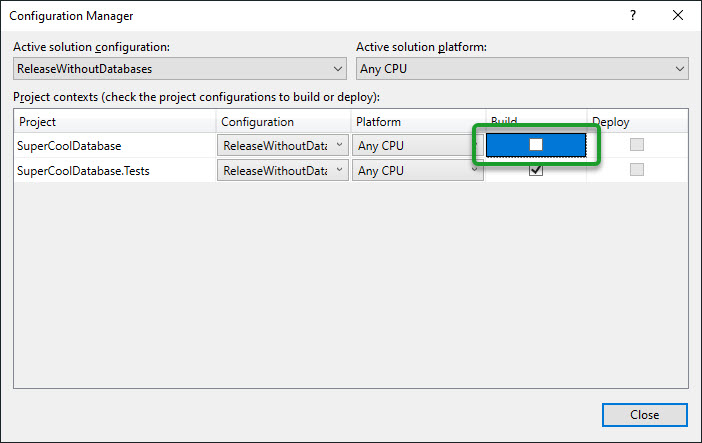 Configuration Manager
?
Active solution configuration: Active solution platform:
ReleaseWithoutDatabases Any CPU
Project contexts (check the project configurations to build or deploy):
Project Configuration Platform Build Deploy
SuperCoolDatabase ReleaseWithoutData Any CPU
SuperCoolDatabase.Tests ReleaseWithoutData Any CPU
Close